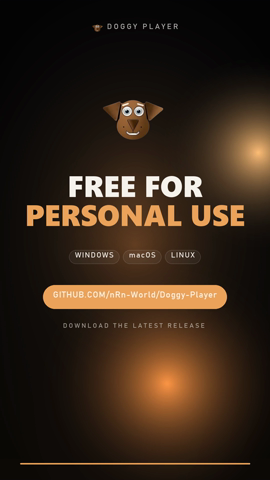 DOGGY PLAYER
FREE FOR
PERSONAL USE
WINDOWS macOS LINUX
GITHUB.COM/nRn-World/Doggy-Player
DOWNLOAD THE LATEST RELEASE